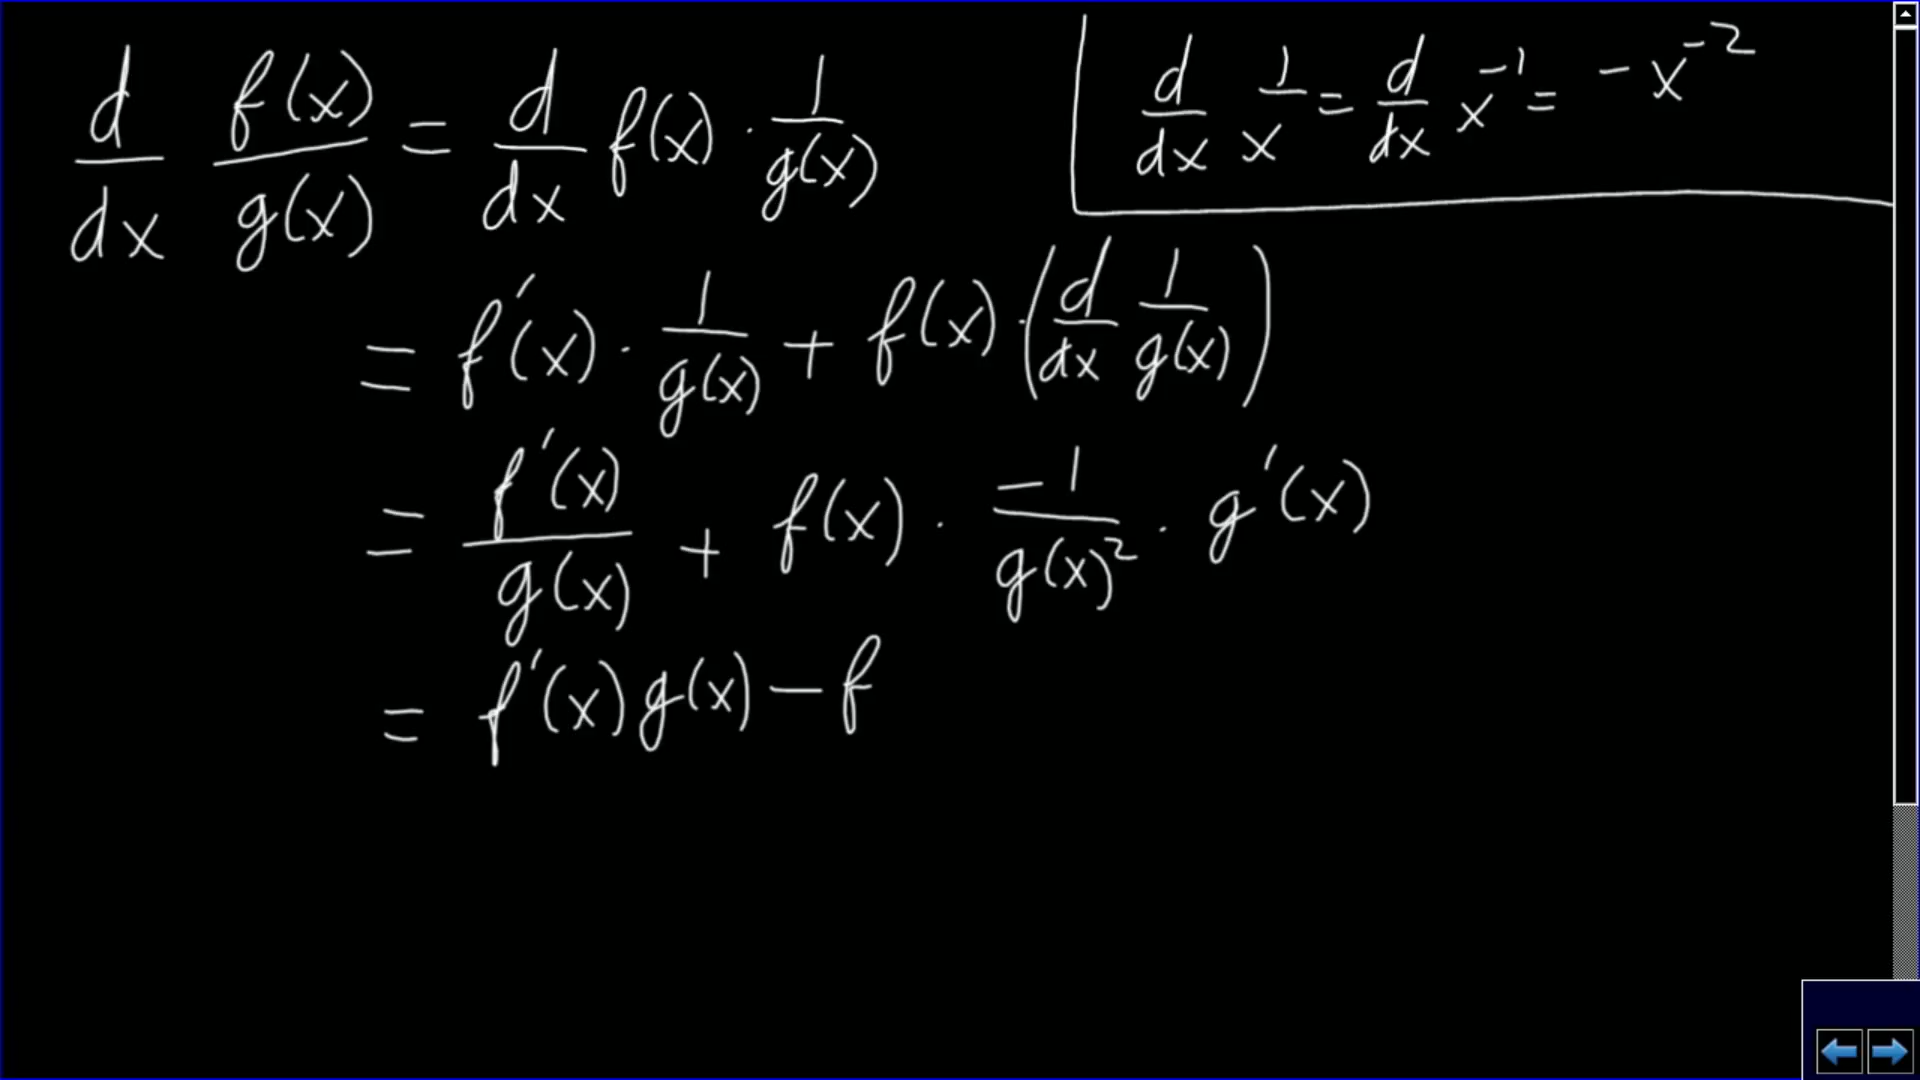 d/dx f(x)/g(x) = d/dx f(x) · 1/g(x)
d/dx 1/x = d/dx x⁻¹ = -x⁻²
= f'(x) · 1/g(x) + f(x) · (d/dx 1/g(x))
= f'(x)/g(x) + f(x) · -1/g(x)² · g'(x)
= f'(x)g(x) - f